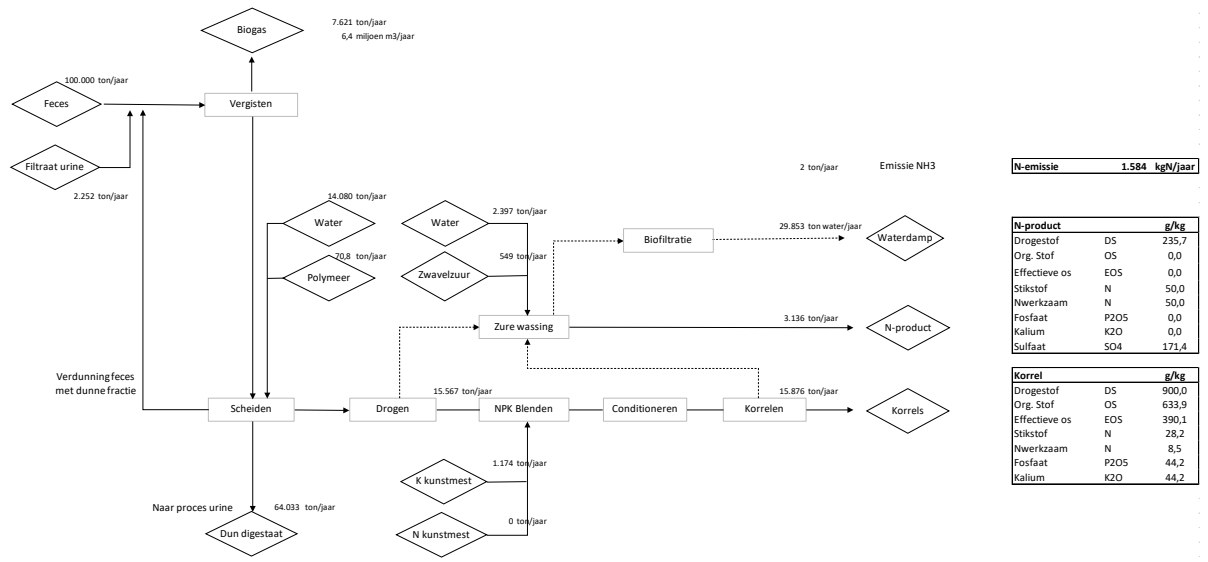 7.621 ton/jaar
Biogas
6,4 miljoen m3/jaar
100.000 ton/jaar
Feces
Vergisten
Filtraat urine
2.252 ton/jaar
2 ton/jaar
Emissie NH3
N-emissie 1.584 kgN/jaar
14.080 ton/jaar
Water
2.397 ton/jaar
Water
70,8 ton/jaar
Polymeer
549 ton/jaar
Zwavelzuur
Biofiltratie
29.853 ton water/jaar
Waterdamp
Zure wassing
3.136 ton/jaar
N-product
N-product g/kg
Drogestof DS 235,7
Org. Stof OS 0,0
Effectieve os EOS 0,0
Stikstof N 50,0
Nwerkzaam N 50,0
Fosfaat P2O5 0,0
Kalium K2O 0,0
Sulfaat SO4 171,4
Verdunning feces
met dunne fractie
Scheiden
Drogen
15.567 ton/jaar
NPK Blenden
Conditioneren
Korrelen
15.876 ton/jaar
Korrels
Korrel g/kg
Drogestof DS 900,0
Org. Stof OS 633,9
Effectieve os EOS 390,1
Stikstof N 28,2
Nwerkzaam N 8,5
Fosfaat P2O5 44,2
Kalium K2O 44,2
1.174 ton/jaar
K kunstmest
0 ton/jaar
N kunstmest
Naar proces urine
64.033 ton/jaar
Dun digestaat